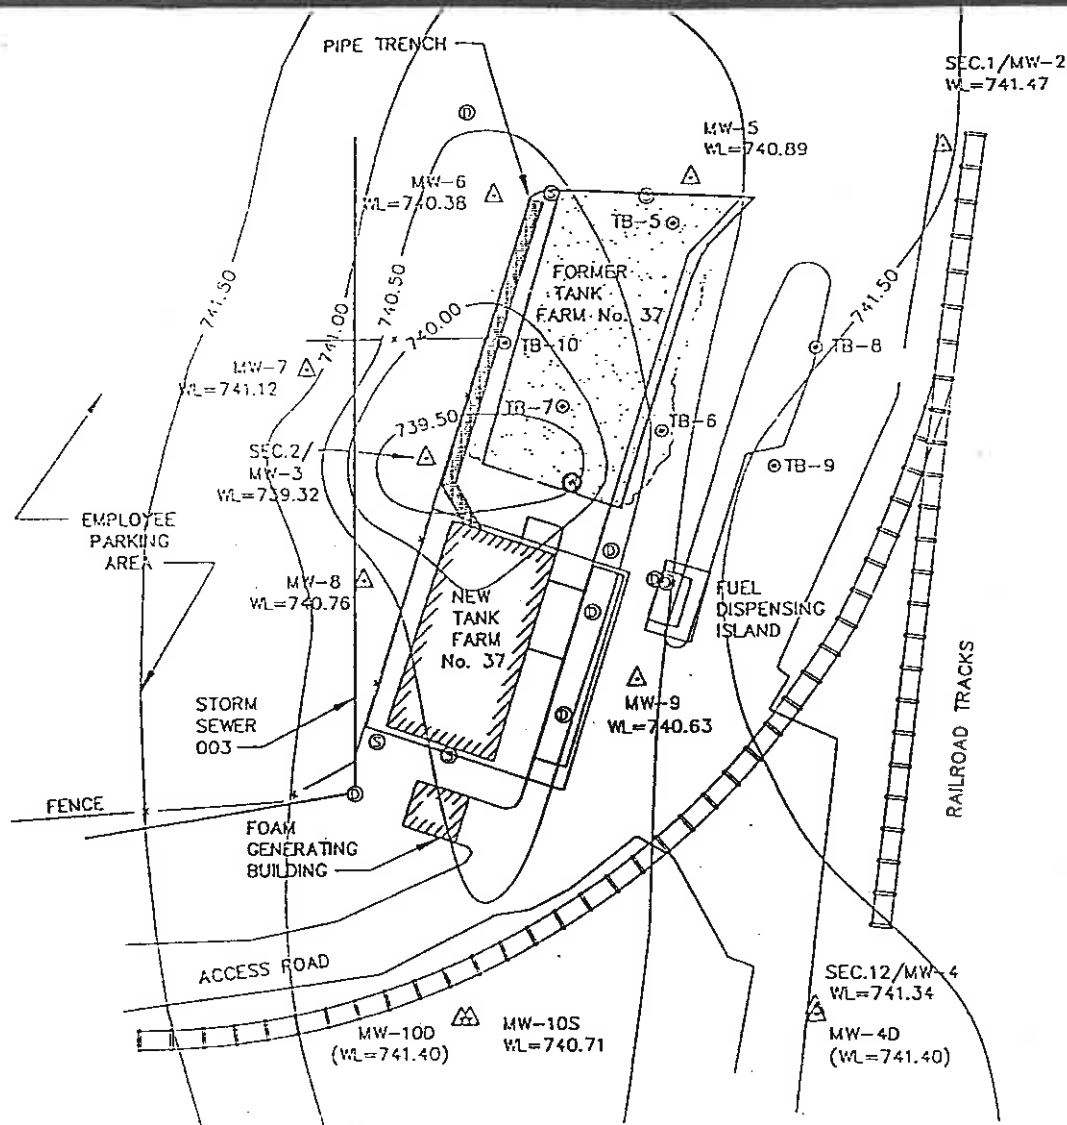 PIPE TRENCH
SEC.1/MW-2
WL=741.47
D
MW-5
WL=740.89
MW-6
WL=740.38
S
TB-5
741.50
741.00
740.50
740.00
FORMER
TANK
FARM No. 37
741.50
TB-10
TB-8
MW-7
WL=741.12
TB-7
TB-6
739.50
SEC.2/
MW-3
WL=739.32
TB-9
EMPLOYEE
PARKING
AREA
D
D
MW-8
WL=740.76
NEW
TANK
FARM
No. 37
D
FUEL
DISPENSING
ISLAND
MW-9
WL=740.63
STORM
SEWER
003
D
S
S
RAILROAD TRACKS
FENCE
D
FOAM
GENERATING
BUILDING
ACCESS ROAD
SEC.12/MW-4
WL=741.34
MW-10D
(WL=741.40)
MW-10S
WL=740.71
MW-4D
(WL=741.40)